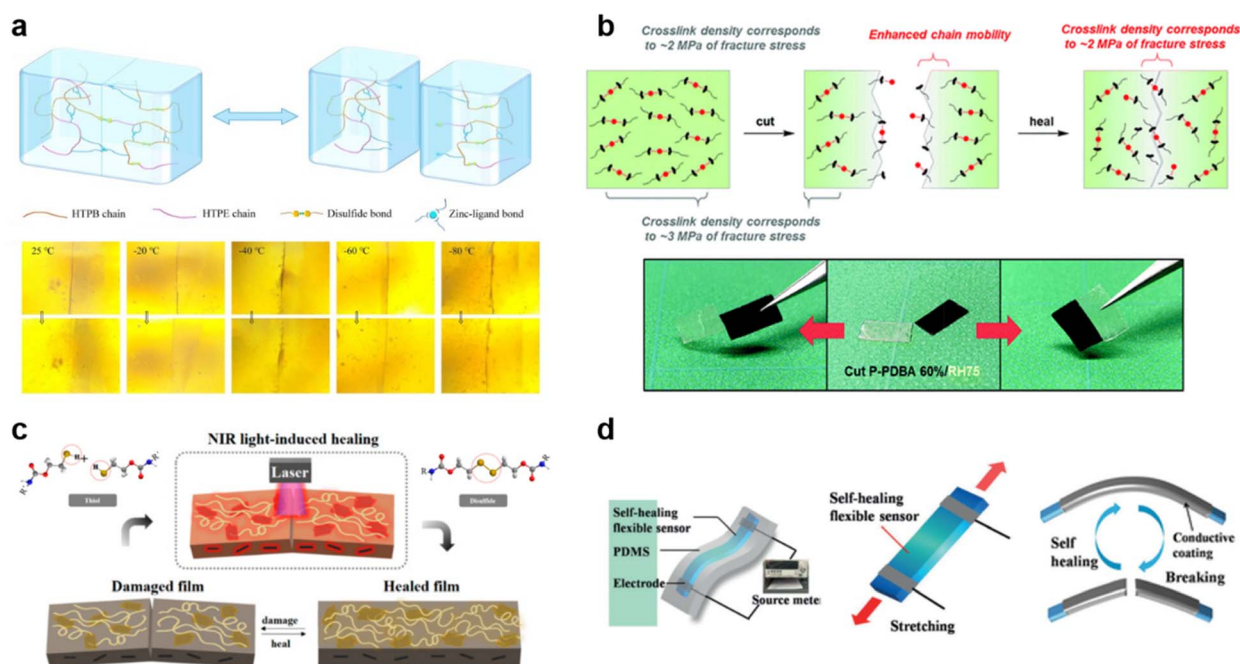 a
HTPB chain
HTPE chain
Disulfide bond
Zinc-ligand bond
25 °C
-20 °C
-40 °C
-60 °C
-80 °C
b
Crosslink density corresponds
to ~2 MPa of fracture stress
Enhanced chain mobility
Crosslink density corresponds
to ~2 MPa of fracture stress
cut
heal
Crosslink density corresponds
to ~3 MPa of fracture stress
Cut P-PDBA 60%/RH75
c
NIR light-induced healing
Laser
H
H
R
R
R
Thiol
Disulfide
Damaged film
Healed film
damage
heal
d
Self-healing
flexible sensor
PDMS
Electrode
Source mete
Self-healing
flexible sensor
Stretching
Self
healing
Conductive
coating
Breaking